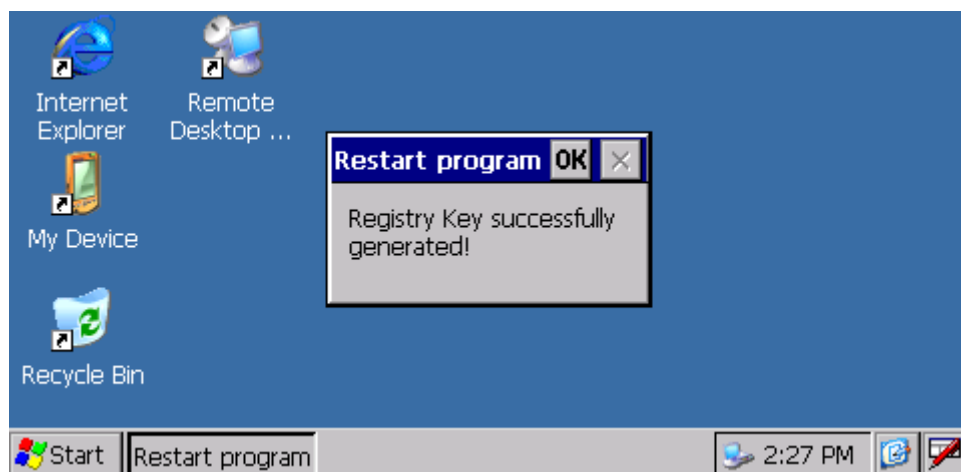 Internet
Explorer
Remote
Desktop ...
My Device
Recycle Bin
Restart program OK
Registry Key successfully
generated!
Start
Restart program
2:27 PM